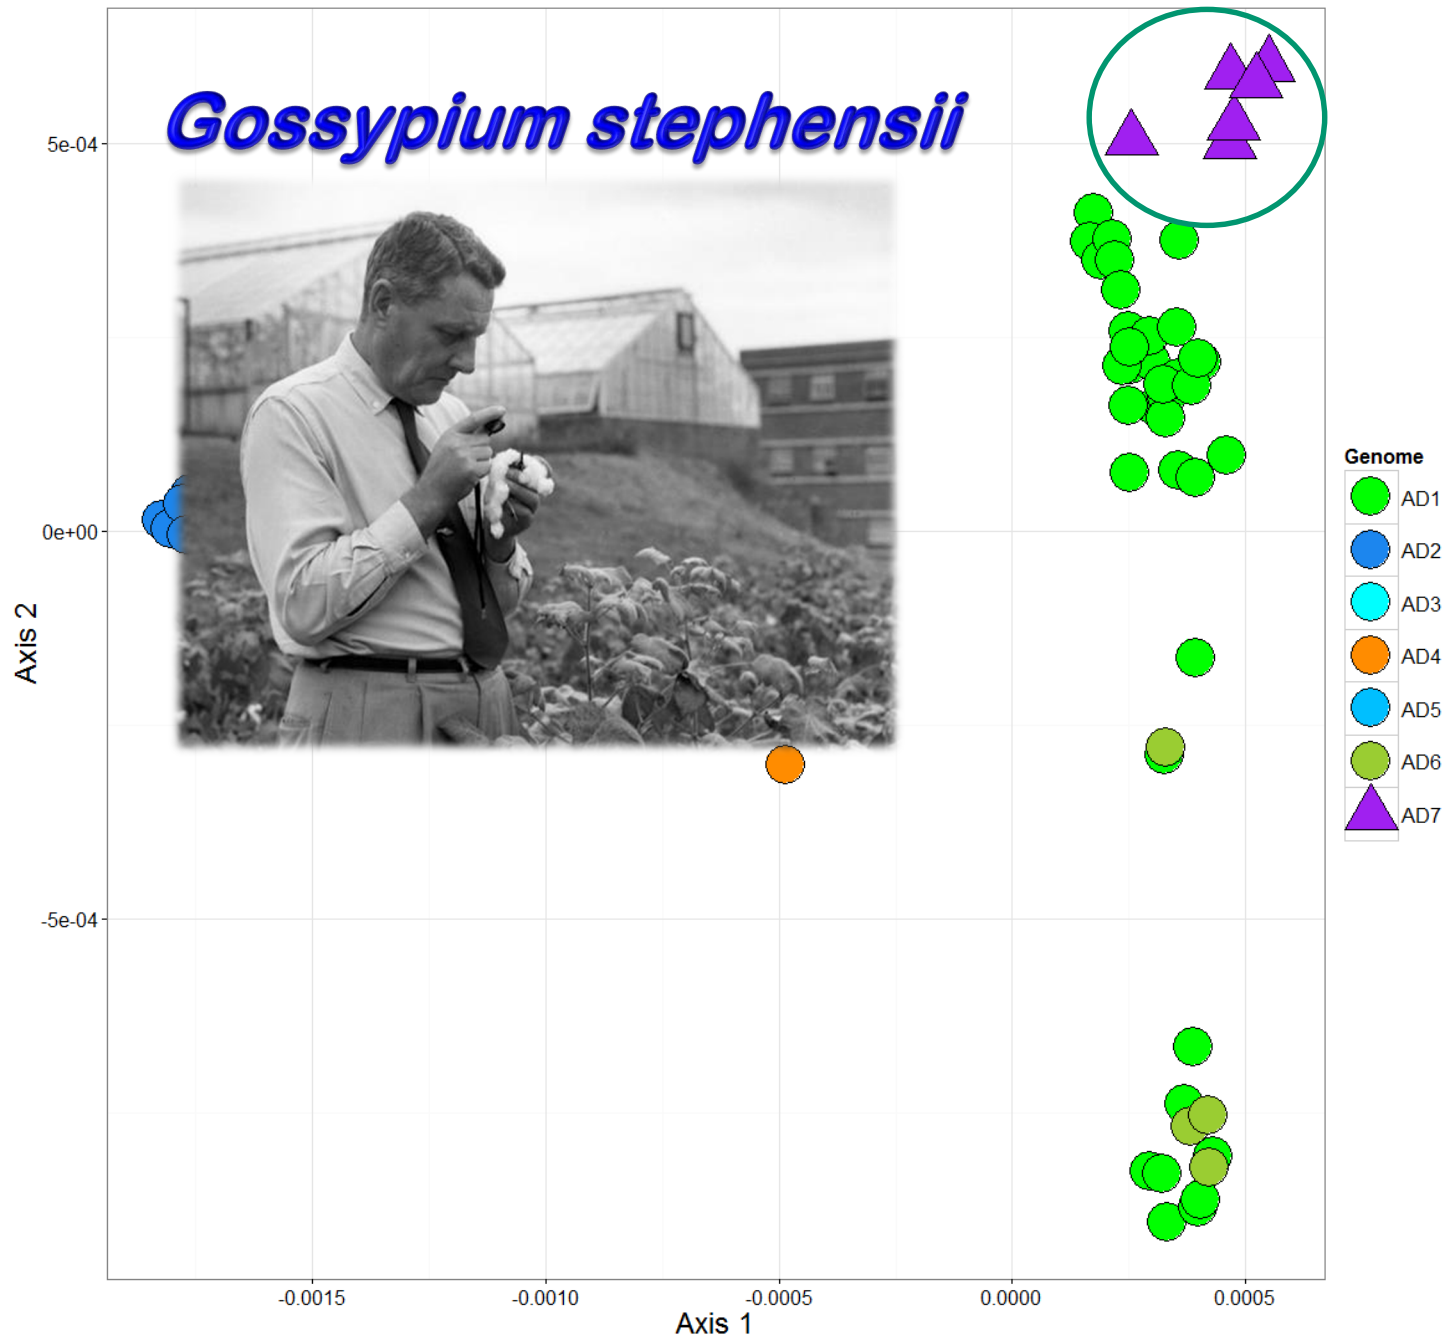 Gossypium stephensii
5e-04
0e+00
-5e-04
Axis 2
-0.0015
-0.0010
-0.0005
0.0000
0.0005
Axis 1
Genome
AD1
AD2
AD3
AD4
AD5
AD6
AD7